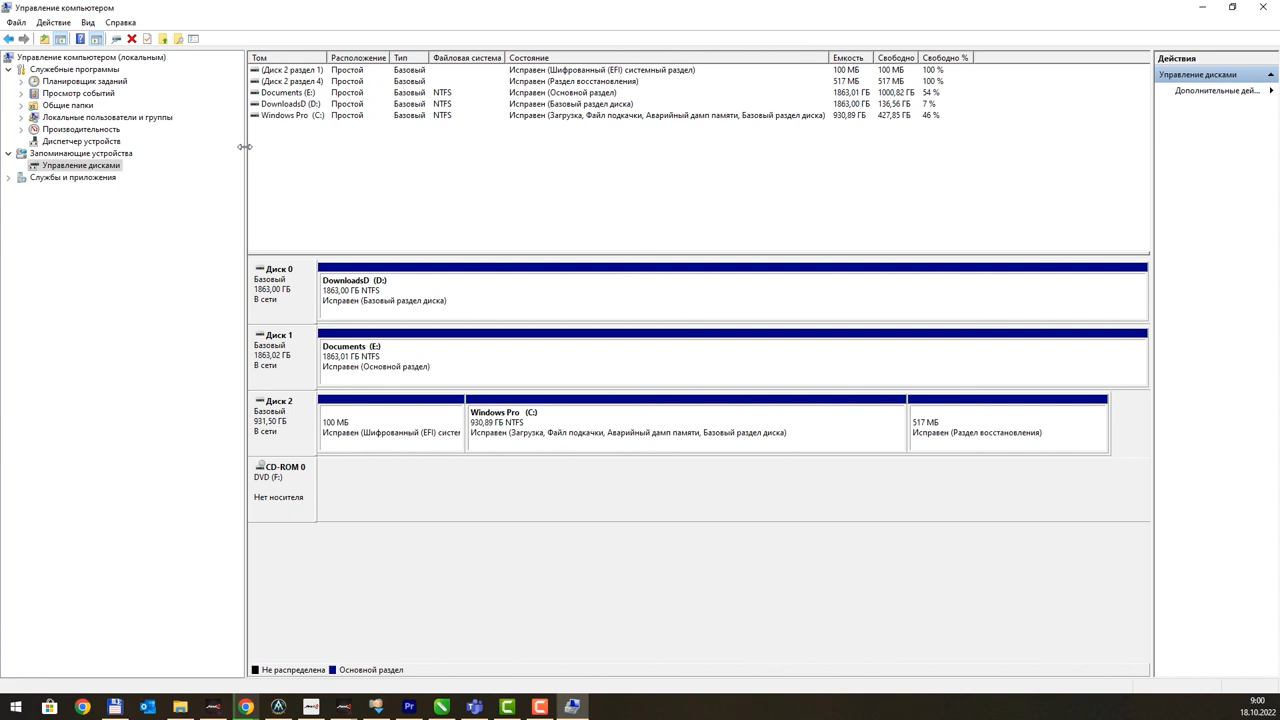 Управление компьютером
Файл Действие Вид Справка
Управление компьютером (локальным)
Служебные программы
Планировщик заданий
Просмотр событий
Общие папки
Локальные пользователи и группы
Производительность
Диспетчер устройств
Запоминающие устройства
Управление дисками
Службы и приложения
Том Расположение Тип Файловая система Состояние Емкость Свободно Свободно %
(Диск 2 раздел 1) Простой Базовый Исправен (Шифрованный (EFI) системный раздел) 100 МБ 100 МБ 100 %
(Диск 2 раздел 4) Простой Базовый Исправен (Раздел восстановления) 517 МБ 517 МБ 100 %
Documents (E:) Простой Базовый NTFS Исправен (Основной раздел) 1863,01 ГБ 1000,82 ГБ 54 %
DownloadsD (D:) Простой Базовый NTFS Исправен (Базовый раздел диска) 1863,00 ГБ 136,56 ГБ 7 %
Windows Pro (C:) Простой Базовый NTFS Исправен (Загрузка, Файл подкачки, Аварийный дамп памяти, Базовый раздел диска) 930,89 ГБ 427,85 ГБ 46 %
Диск 0
Базовый
1863,00 ГБ
В сети
DownloadsD (D:)
1863,00 ГБ NTFS
Исправен (Базовый раздел диска)
Диск 1
Базовый
1863,02 ГБ
В сети
Documents (E:)
1863,01 ГБ NTFS
Исправен (Основной раздел)
Диск 2
Базовый
931,50 ГБ
В сети
100 МБ
Исправен (Шифрованный (EFI) систе
Windows Pro (C:)
930,89 ГБ NTFS
Исправен (Загрузка, Файл подкачки, Аварийный дамп памяти, Базовый раздел диска)
517 МБ
Исправен (Раздел восстановления)
CD-ROM 0
DVD (F:)
Нет носителя
Не распределена Основной раздел
Действия
Управление дисками
Дополнительные дей...
Pr
9:00
18.10.2022